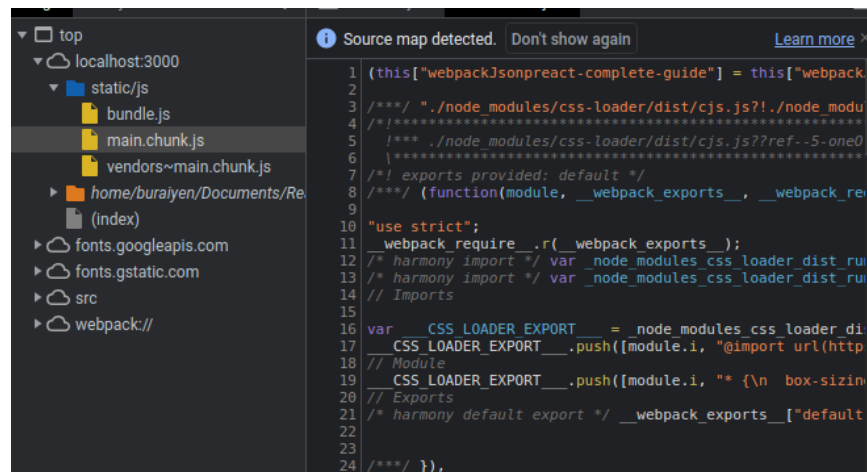 top
localhost:3000
static/js
bundle.js
main.chunk.js
vendors~main.chunk.js
home/buraiyen/Documents/Re
(index)
fonts.googleapis.com
fonts.gstatic.com
src
webpack://
Source map detected. Don't show again Learn more
1 (this["webpackJsonpreact-complete-guide"] = this["webpack
2
3 /***/ "./node_modules/css-loader/dist/cjs.js?!./node_modu
4 /*!*******************************************************
5 !*** ./node_modules/css-loader/dist/cjs.js??ref--5-oneO
6 \*******************************************************
7 /*! exports provided: default */
8 /***/ (function(module, __webpack_exports__, __webpack_re
9
10 "use strict";
11 __webpack_require__.r(__webpack_exports__);
12 /* harmony import */ var _node_modules_css_loader_dist_ru
13 /* harmony import */ var _node_modules_css_loader_dist_ru
14 // Imports
15
16 var ___CSS_LOADER_EXPORT___ = _node_modules_css_loader_di
17 ___CSS_LOADER_EXPORT___.push([module.i, "@import url(http
18 // Module
19 ___CSS_LOADER_EXPORT___.push([module.i, "* {\n  box-sizin
20 // Exports
21 /* harmony default export */ __webpack_exports__["default
22
23
24 /***/ }),